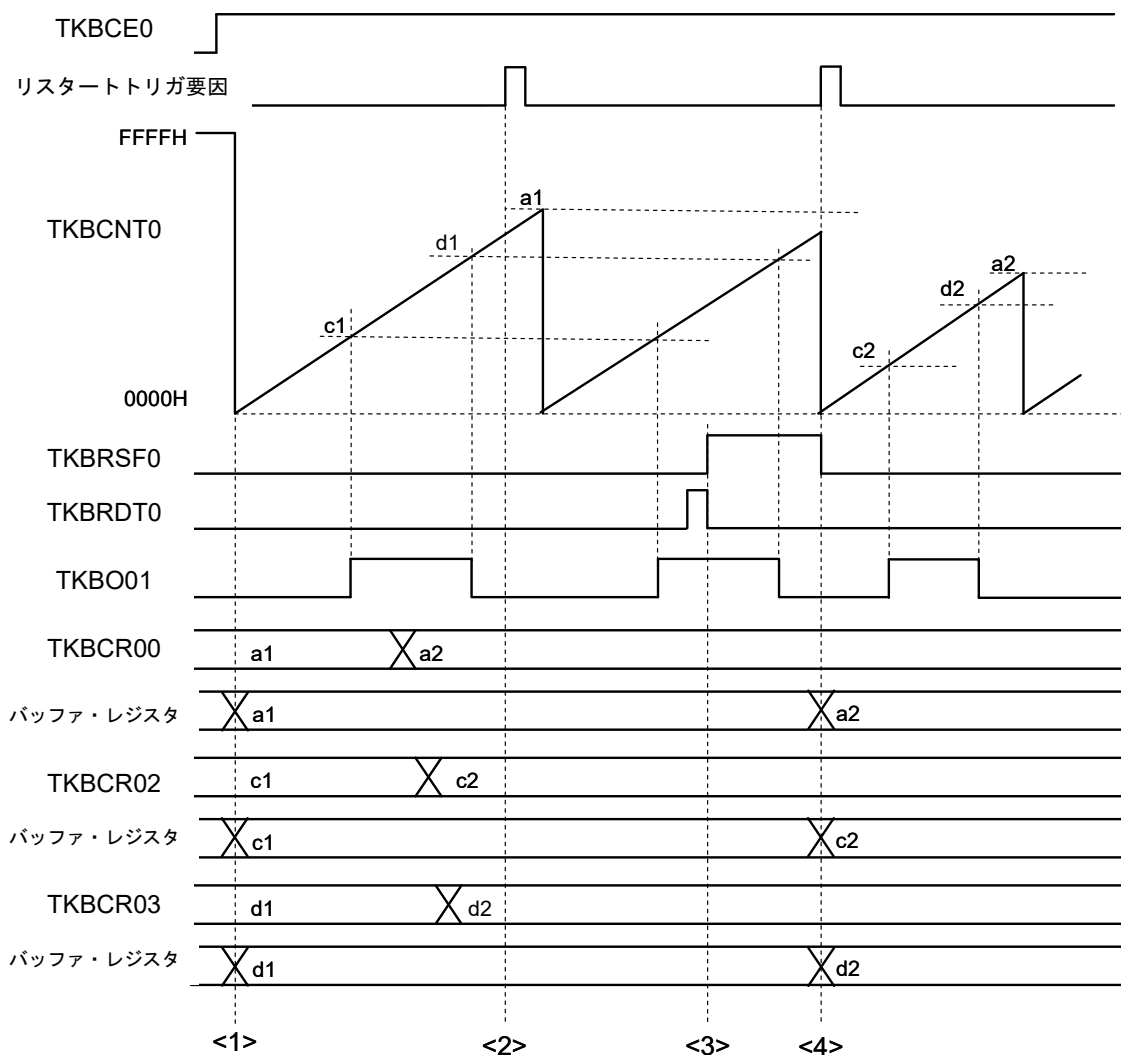 TKBCE0
リスタートトリガ要因
FFFFH
TKBCNT0
a1
d1
c1
a2
d2
c2
0000H
TKBRSF0
TKBRDT0
TKBO01
TKBCR00
a1
a2
バッファ・レジスタ
a1
a2
TKBCR02
c1
c2
バッファ・レジスタ
c1
c2
TKBCR03
d1
d2
バッファ・レジスタ
d1
d2
<1>
<2>
<3>
<4>